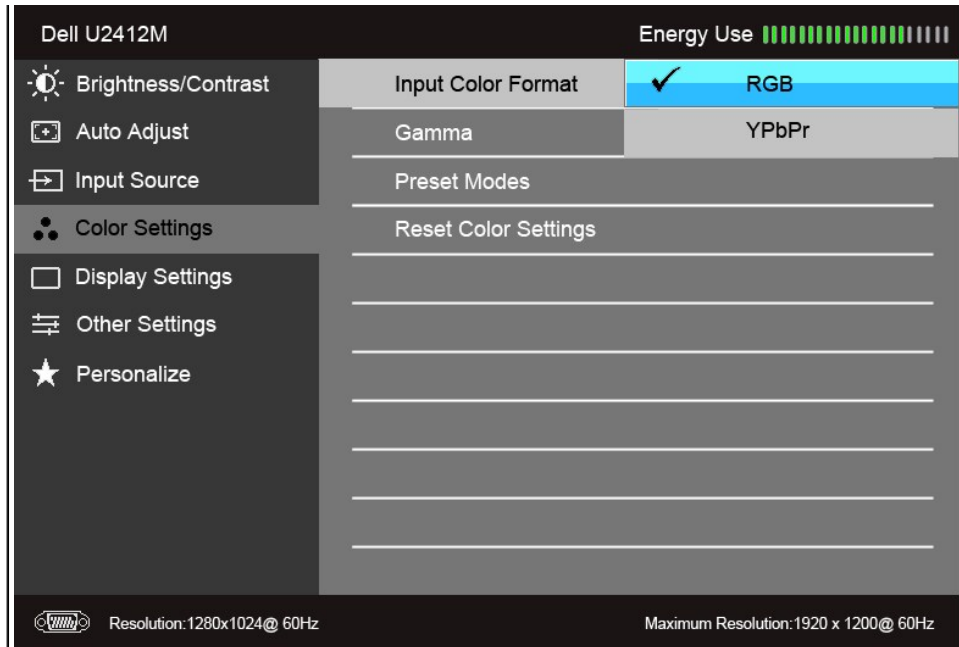 Dell U2412M Energy Use
Brightness/Contrast Input Color Format RGB
Auto Adjust Gamma YPbPr
Input Source Preset Modes
Color Settings Reset Color Settings
Display Settings
Other Settings
Personalize
Resolution:1280x1024@ 60Hz Maximum Resolution:1920 x 1200@ 60Hz